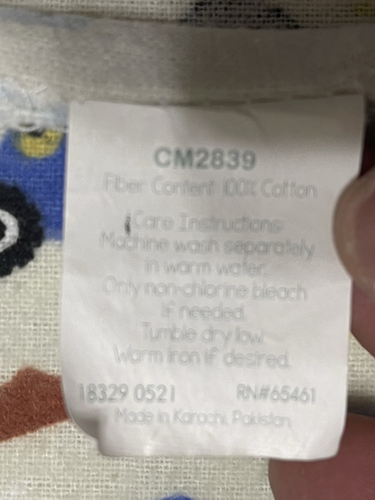 CM2839
Fiber Content: 100% Cotton
Care Instructions:
Machine wash separately
in warm water.
Only non-chlorine bleach
if needed.
Tumble dry low
Warm iron if desired.
18329 0521 RN#65461
Made in Karachi, Pakistan